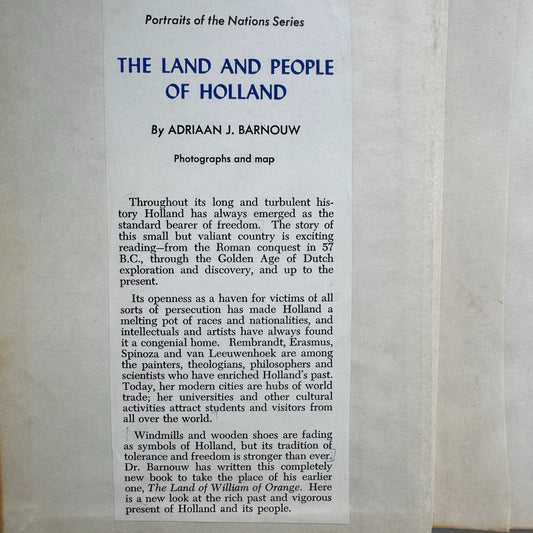 Portraits of the Nations Series
THE LAND AND PEOPLE
OF HOLLAND
By ADRIAAN J. BARNOUW
Photographs and map
Throughout its long and turbulent his-
tory Holland has always emerged as the
standard bearer of freedom. The story of
this small but valiant country is exciting
reading—from the Roman conquest in 57
B.C., through the Golden Age of Dutch
exploration and discovery, and up to the
present.
Its openness as a haven for victims of all
sorts of persecution has made Holland a
melting pot of races and nationalities, and
intellectuals and artists have always found
it a congenial home. Rembrandt, Erasmus,
Spinoza and van Leeuwenhoek are among
the painters, theologians, philosophers and
scientists who have enriched Holland's past.
Today, her modern cities are hubs of world
trade; her universities and other cultural
activities attract students and visitors from
all over the world.
Windmills and wooden shoes are fading
as symbols of Holland, but its tradition of
tolerance and freedom is stronger than ever.
Dr. Barnouw has written this completely
new book to take the place of his earlier
one, The Land of William of Orange. Here
is a new look at the rich past and vigorous
present of Holland and its people.